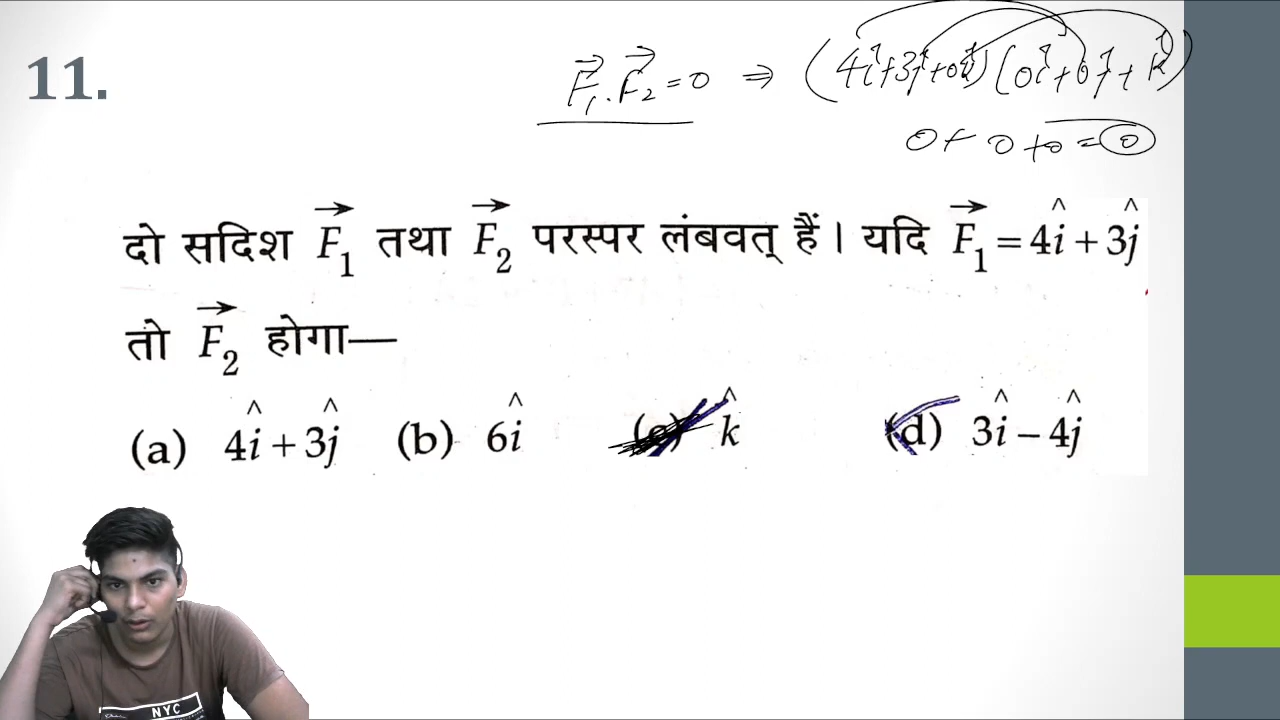 11.
F⃗₁ . F⃗₂ = 0 ⇒ (4î + 3ĵ + 0k̂) (0î + 0ĵ + k̂)
0 + 0 + 0 = 0
दो सदिश F⃗₁ तथा F⃗₂ परस्पर लंबवत् हैं। यदि F⃗₁ = 4î + 3ĵ
तो F⃗₂ होगा—
(a) 4î + 3ĵ (b) 6î (c) k̂ (d) 3î – 4ĵ
NYC